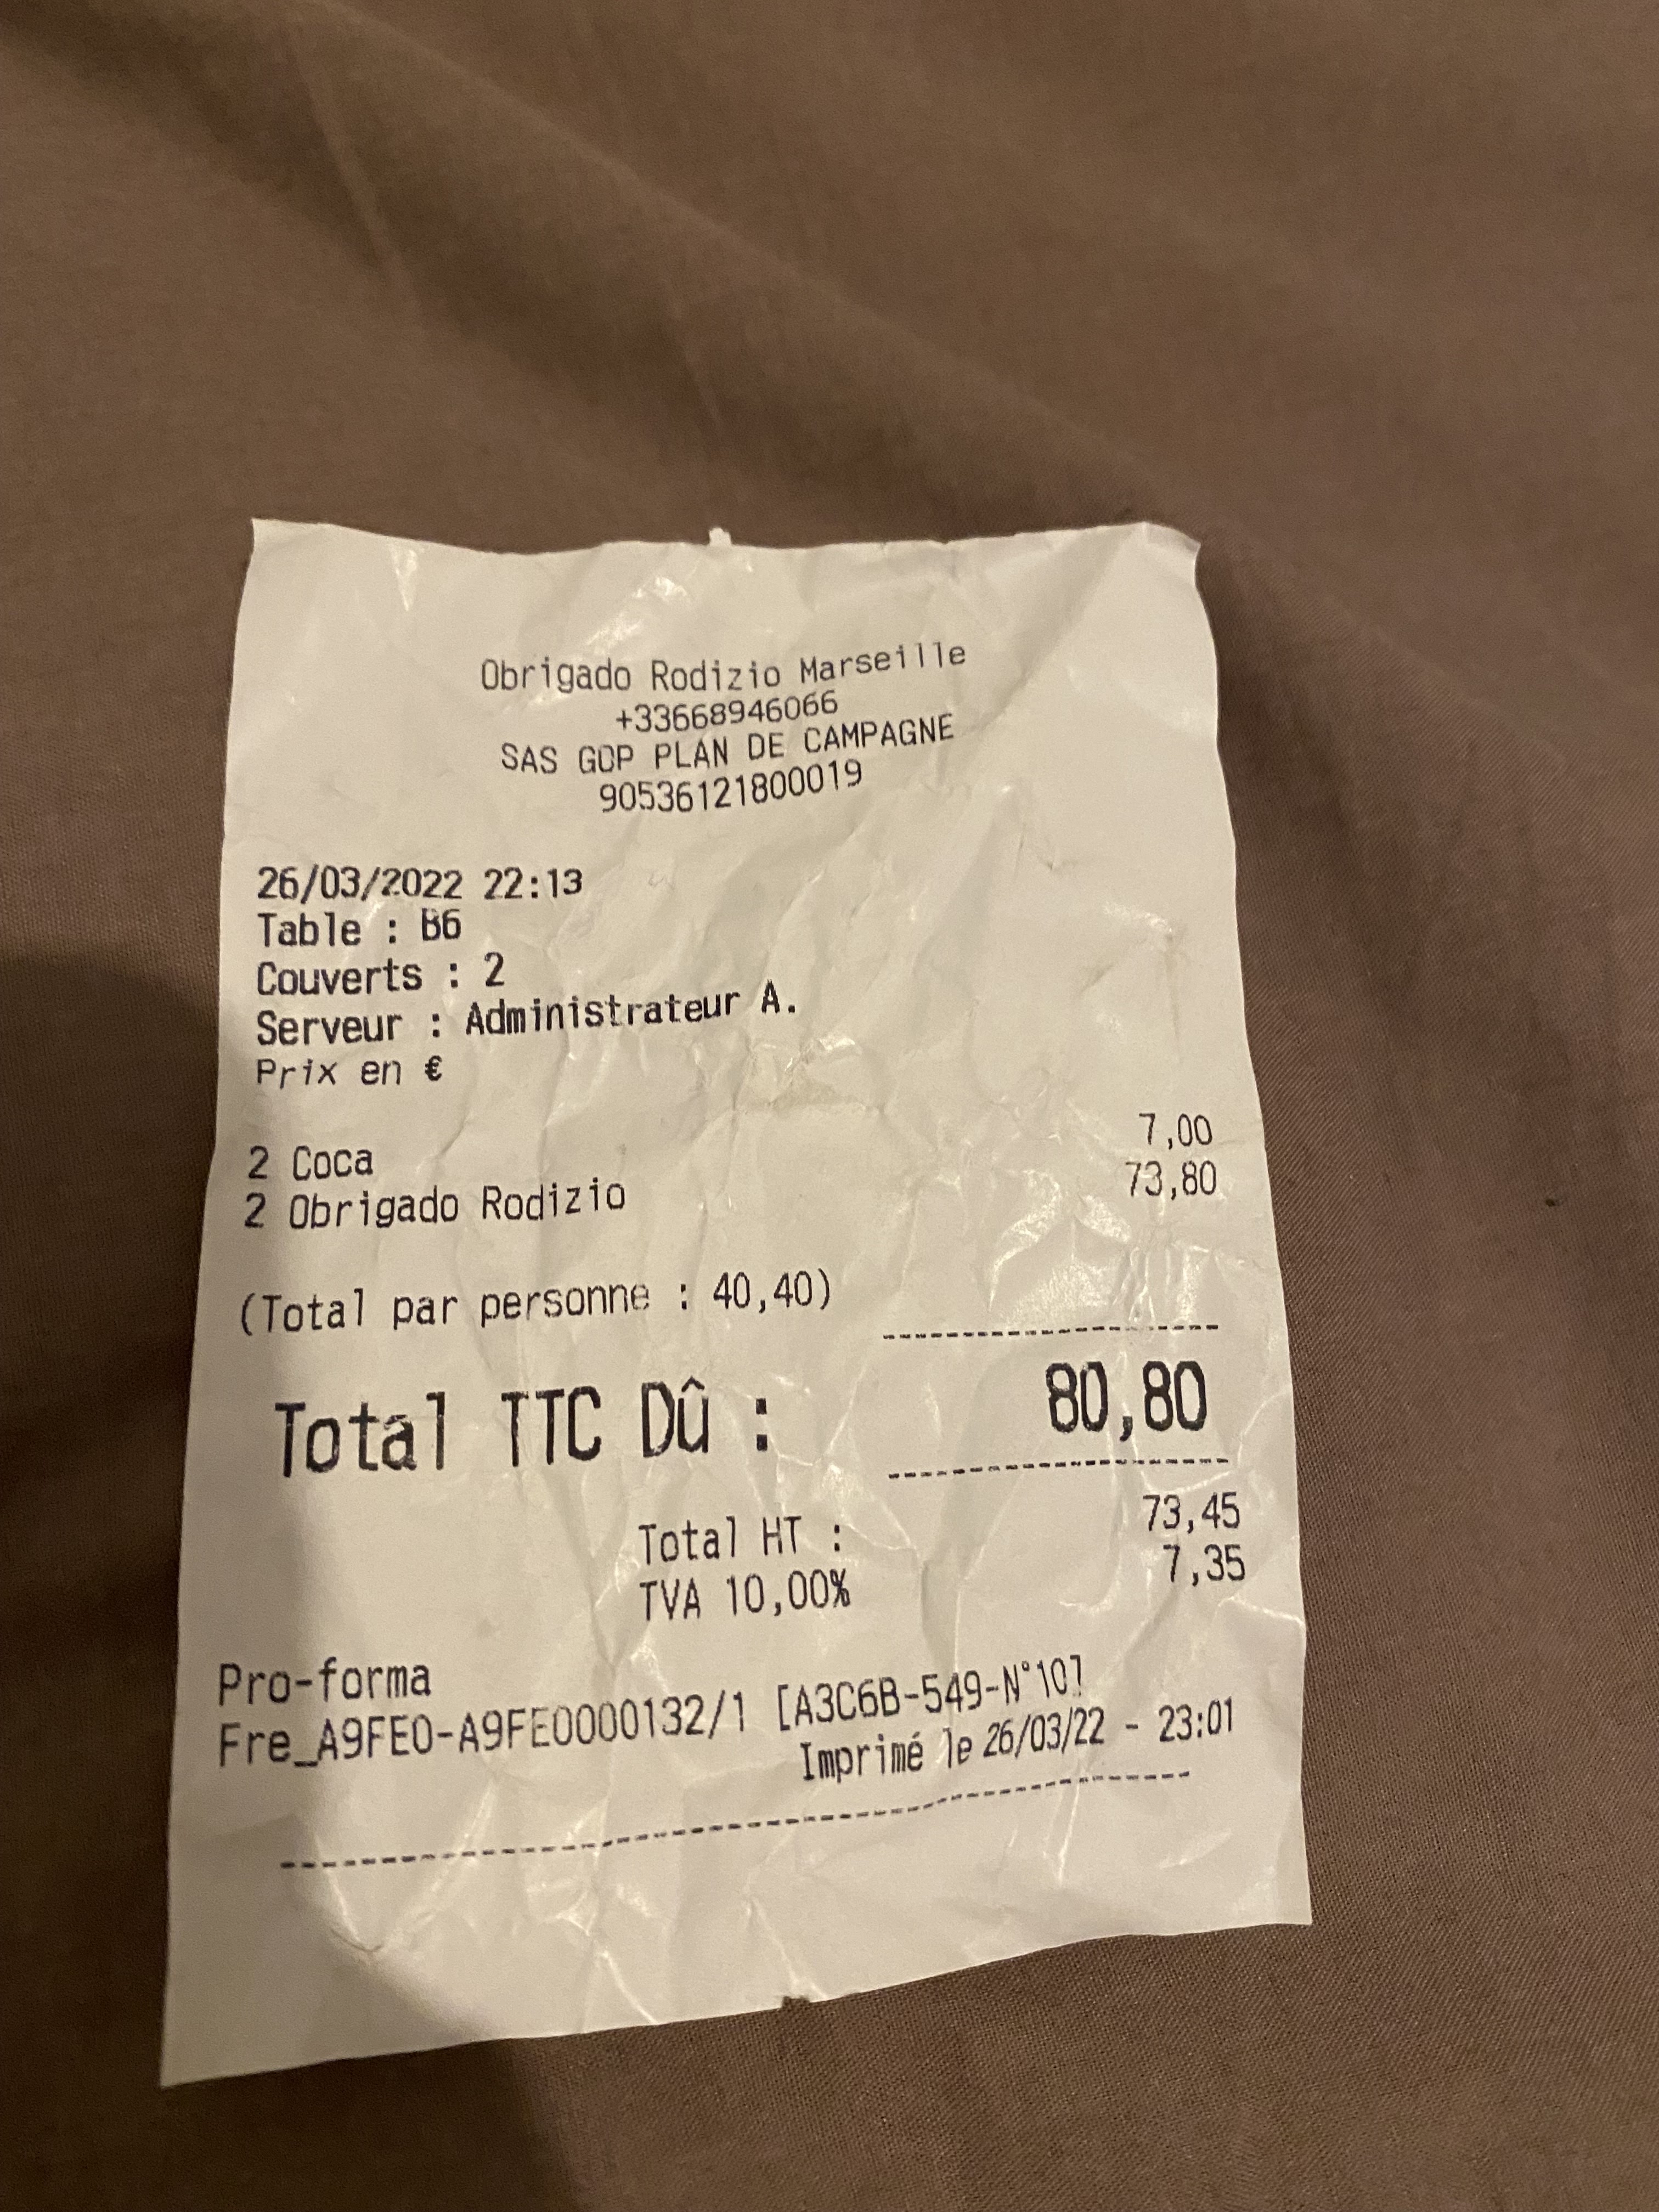 Obrigado Rodizio Marseille
+33668946066
SAS GOP PLAN DE CAMPAGNE
90536121800019
26/03/2022 22:13
Table : B6
Couverts : 2
Serveur : Administrateur A.
Prix en €
2 Coca 7,00
2 Obrigado Rodizio 73,80
(Total par personne : 40,40)
Total TTC Dû : 80,80
Total HT : 73,45
TVA 10,00% 7,35
Pro-forma
Fre_A9FE0-A9FE0000132/1 [A3C6B-549-N°10]
Imprimé le 26/03/22 - 23:01